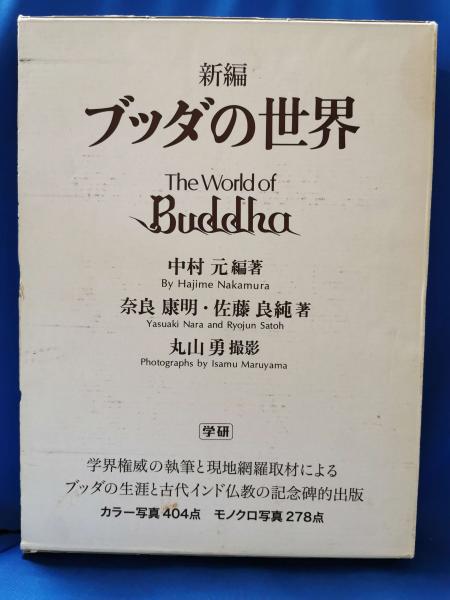 新編
ブッダの世界
The World of
Buddha
中村 元 編著
By Hajime Nakamura
奈良 康明・佐藤 良純 著
Yasuaki Nara and Ryojun Satoh
丸山 勇 撮影
Photographs by Isamu Maruyama
学研
学界権威の執筆と現地網羅取材による
ブッダの生涯と古代インド仏教の記念碑的出版
カラー写真404点 モノクロ写真278点